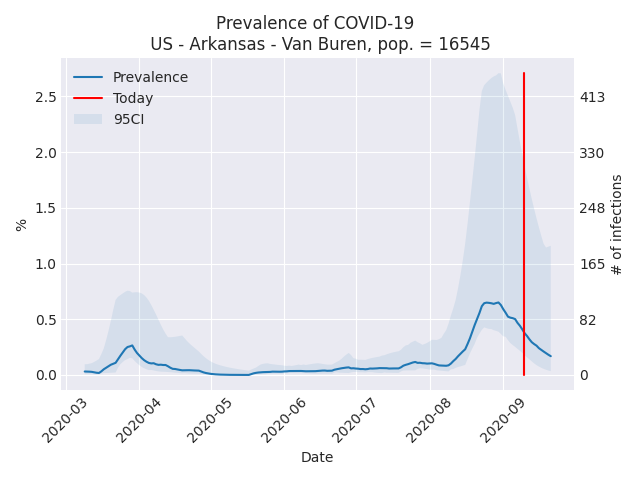 Prevalence of COVID-19
US - Arkansas - Van Buren, pop. = 16545
Prevalence
Today
95CI
%
2.5
2.0
1.5
1.0
0.5
0.0
413
330
248
165
82
0
# of infections
2020-03
2020-04
2020-05
2020-06
2020-07
2020-08
2020-09
Date